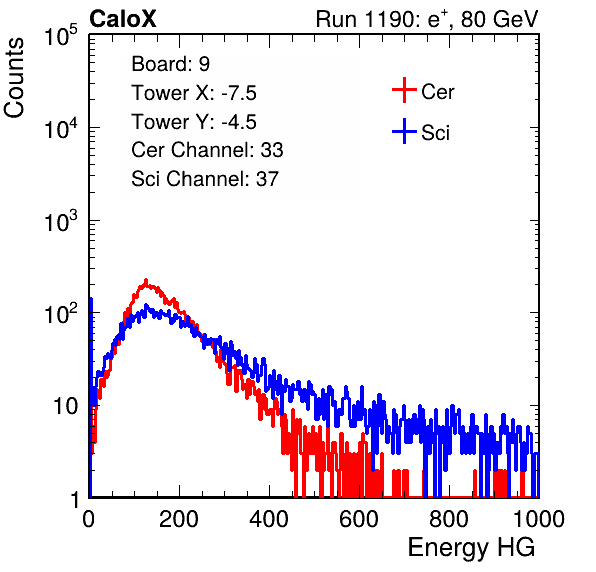 CaloX Run 1190: e⁺, 80 GeV
Counts
10⁵
10⁴
10³
10²
10
1
Board: 9
Tower X: -7.5
Tower Y: -4.5
Cer Channel: 33
Sci Channel: 37
Cer
Sci
0 200 400 600 800 1000
Energy HG